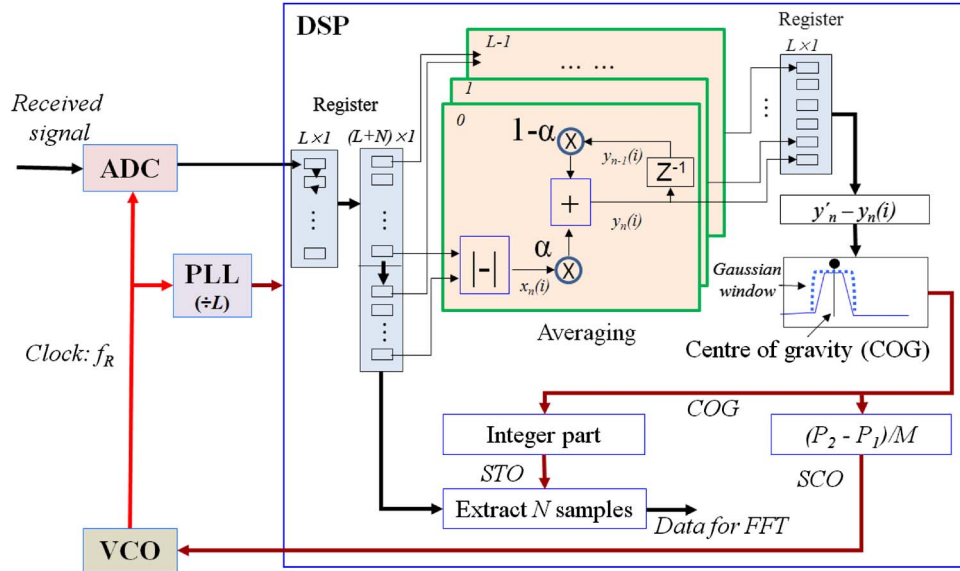 DSP
Received
signal
ADC
PLL
(÷L)
Clock: f_R
VCO
Register
L×1
(L+N)×1
L-1
... ...
1
0
1-α
X
y_{n-1}(i)
Z⁻¹
+
y_n(i)
α
X
|-|
x_n(i)
Averaging
Register
L×1
y'_n – y_n(i)
Gaussian
window
Centre of gravity (COG)
COG
Integer part
(P_2 - P_1)/M
STO
SCO
Extract N samples
Data for FFT